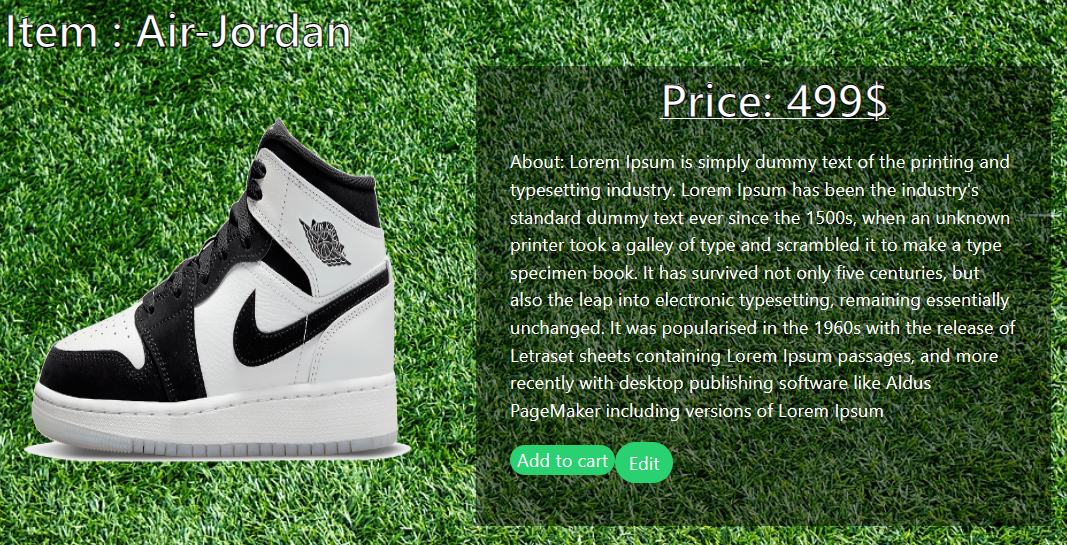 Item : Air-Jordan
Price: 499$
About: Lorem Ipsum is simply dummy text of the printing and
typesetting industry. Lorem Ipsum has been the industry's
standard dummy text ever since the 1500s, when an unknown
printer took a galley of type and scrambled it to make a type
specimen book. It has survived not only five centuries, but
also the leap into electronic typesetting, remaining essentially
unchanged. It was popularised in the 1960s with the release of
Letraset sheets containing Lorem Ipsum passages, and more
recently with desktop publishing software like Aldus
PageMaker including versions of Lorem Ipsum
Add to cart
Edit